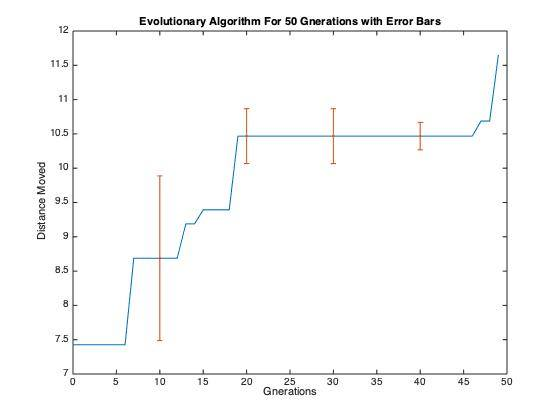 Evolutionary Algorithm For 50 Gnerations with Error Bars
12
11.5
11
10.5
10
9.5
9
8.5
8
7.5
7
Distance Moved
0 5 10 15 20 25 30 35 40 45 50
Gnerations